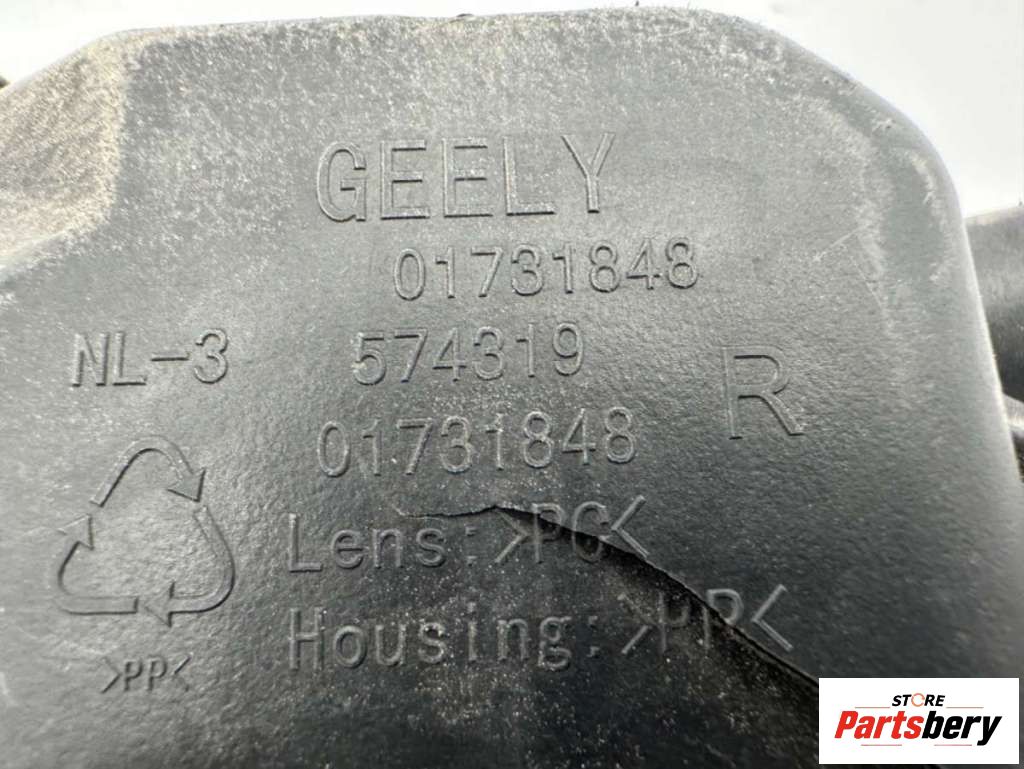 GEELY
01731848
NL-3 574319 R
01731848
Lens:>PC<
Housing:>PP<
>PP<
STORE
Partsbery